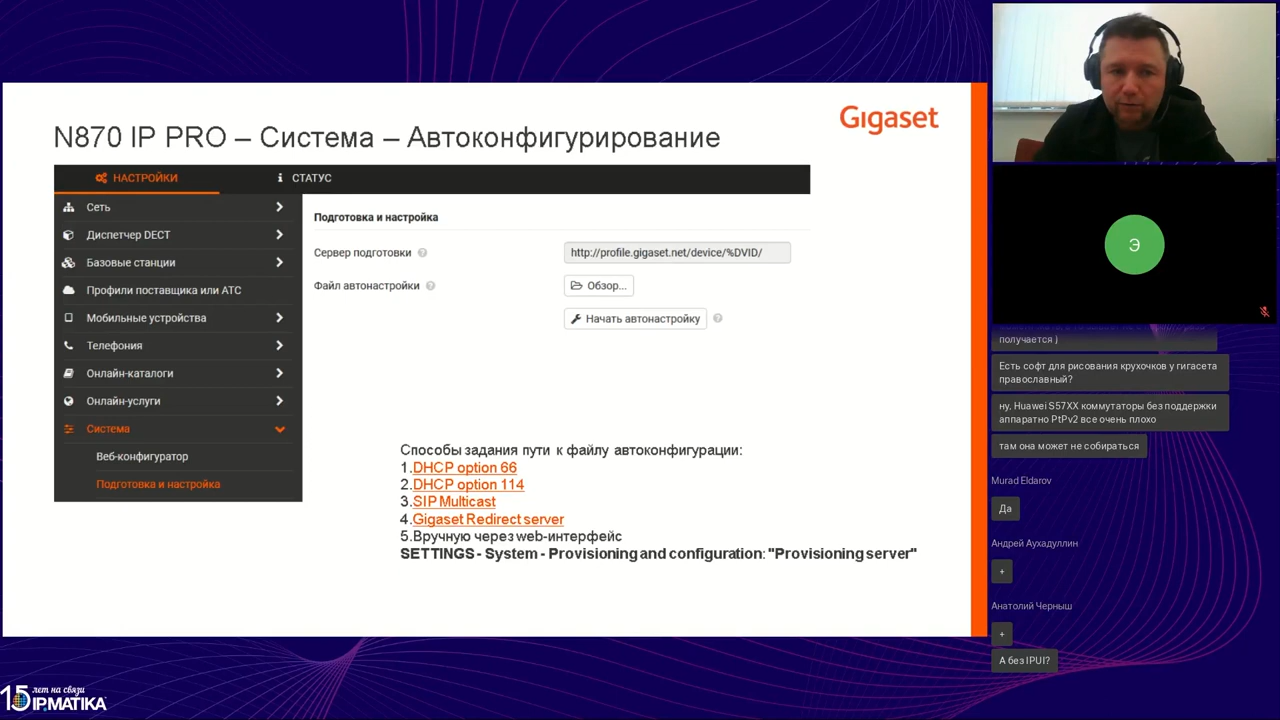 N870 IP PRO – Система – Автоконфигурирование
Gigaset
НАСТРОЙКИ
СТАТУС
Сеть
Диспетчер DECT
Базовые станции
Профили поставщика или АТС
Мобильные устройства
Телефония
Онлайн-каталоги
Онлайн-услуги
Система
Веб-конфигуратор
Подготовка и настройка
Подготовка и настройка
Сервер подготовки
http://profile.gigaset.net/device/%DVID/
Файл автонастройки
Обзор...
Начать автонастройку
Способы задания пути к файлу автоконфигурации:
1.DHCP option 66
2.DHCP option 114
3.SIP Multicast
4.Gigaset Redirect server
5.Вручную через web-интерфейс
SETTINGS - System - Provisioning and configuration: "Provisioning server"
15 лет на связи
IPMATIKA
Э
получается )
Есть софт для рисования крухочков у гигасета
православный?
ну, Huawei S57XX коммутаторы без поддержки
аппаратно PtPv2 все очень плохо
там она может не собираться
Murad Eldarov
Да
Андрей Аухадуллин
+
Анатолий Черныш
+
А без IPUI?